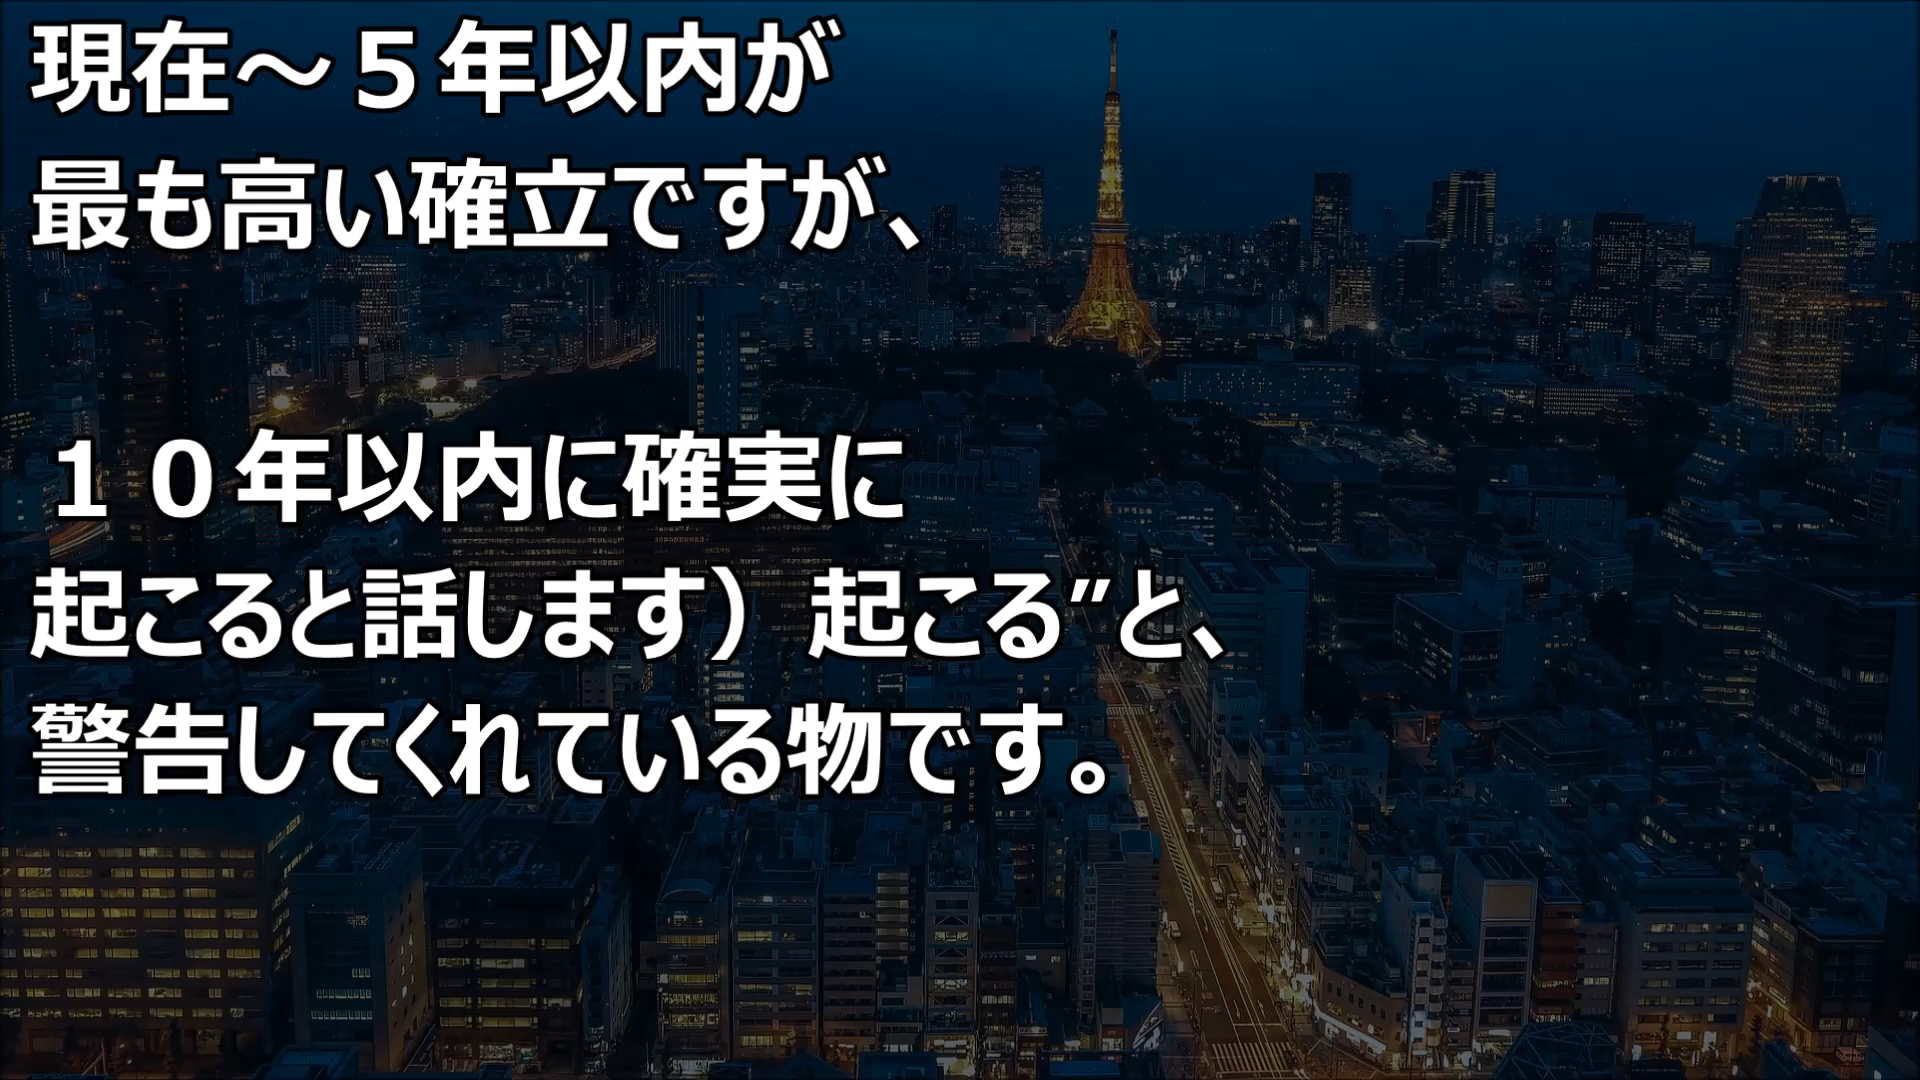 現在～５年以内が
最も高い確立ですが、
１０年以内に確実に
起こると話します）起こる”と、
警告してくれている物です。